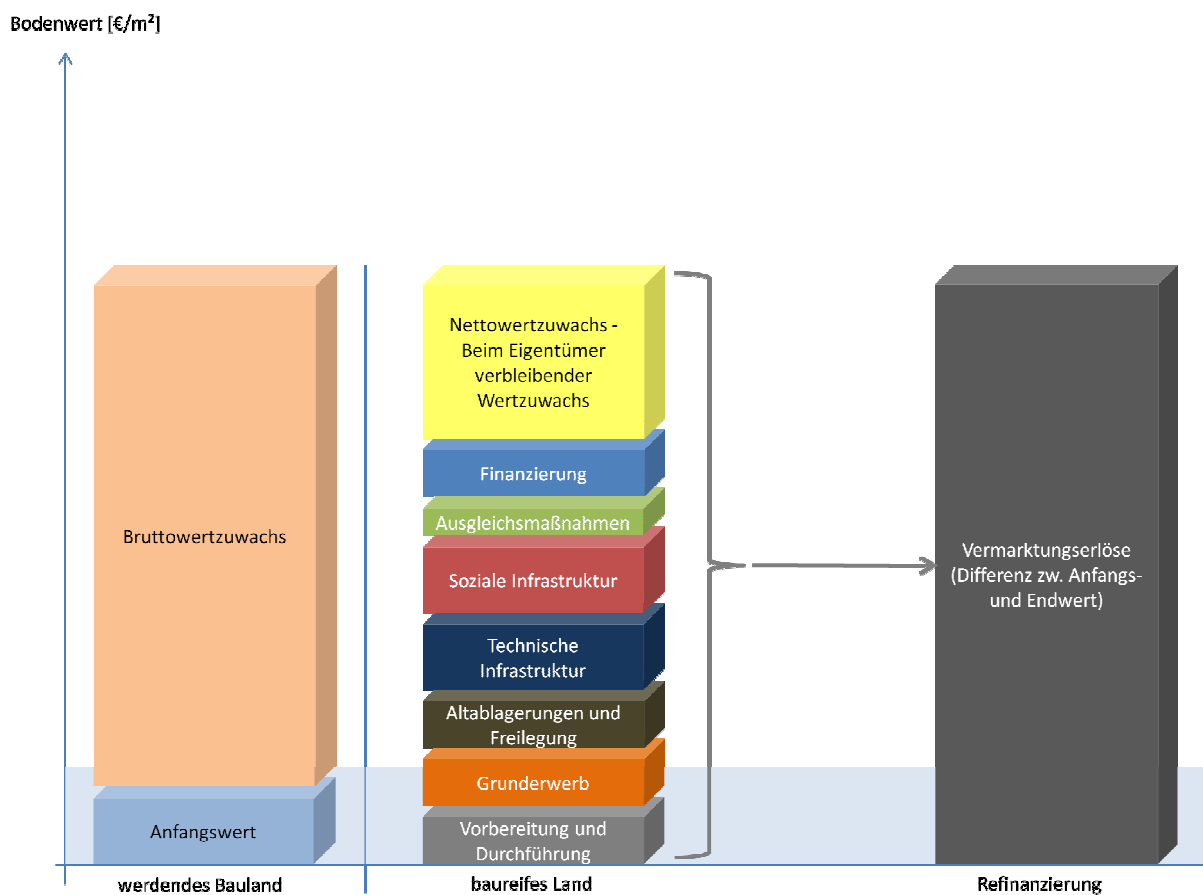 Bodenwert [€/m²]
Bruttowertzuwachs
Anfangswert
werdendes Bauland
Nettowertzuwachs -
Beim Eigentümer
verbleibender
Wertzuwachs
Finanzierung
Ausgleichsmaßnahmen
Soziale Infrastruktur
Technische
Infrastruktur
Altablagerungen und
Freilegung
Grunderwerb
Vorbereitung und
Durchführung
baureifes Land
Vermarktungserlöse
(Differenz zw. Anfangs-
und Endwert)
Refinanzierung